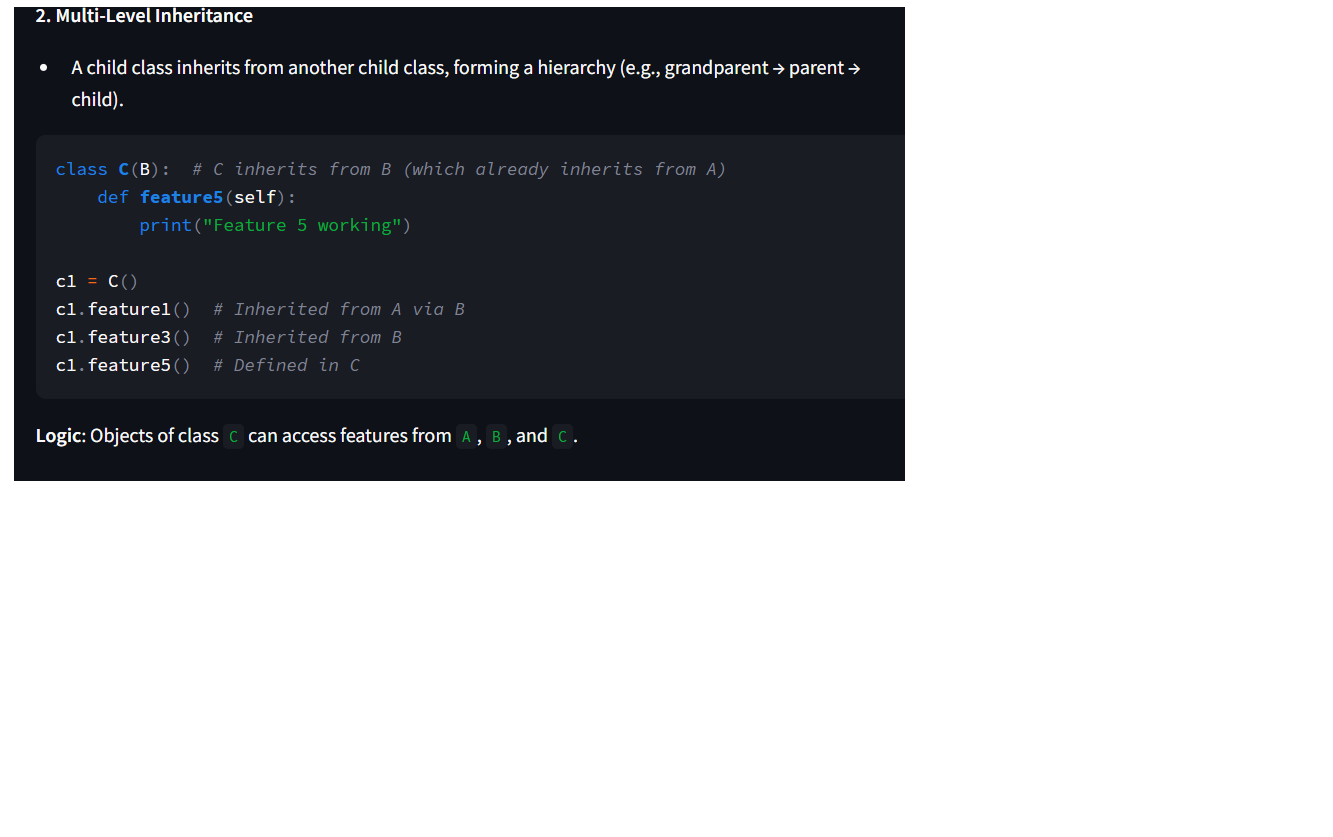 2. Multi-Level Inheritance
• A child class inherits from another child class, forming a hierarchy (e.g., grandparent → parent →
child).
class C(B):  # C inherits from B (which already inherits from A)
    def feature5(self):
        print("Feature 5 working")
c1 = C()
c1.feature1()  # Inherited from A via B
c1.feature3()  # Inherited from B
c1.feature5()  # Defined in C
Logic: Objects of class C can access features from A, B, and C.